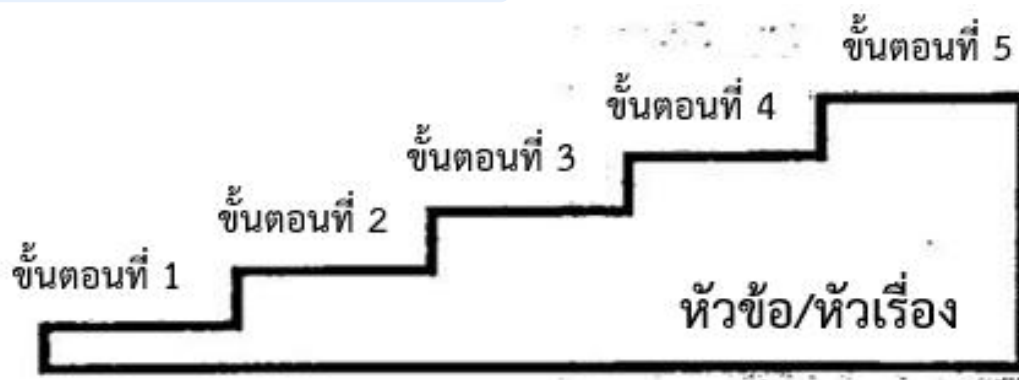 ขั้นตอนที่ 5
ขั้นตอนที่ 4
ขั้นตอนที่ 3
ขั้นตอนที่ 2
ขั้นตอนที่ 1
หัวข้อ/หัวเรื่อง